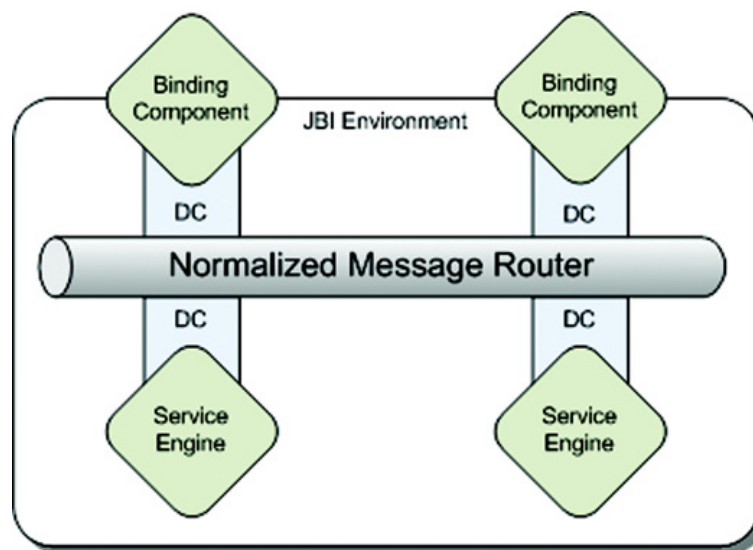 Binding
Component
JBI Environment
Binding
Component
DC
DC
Normalized Message Router
DC
DC
Service
Engine
Service
Engine